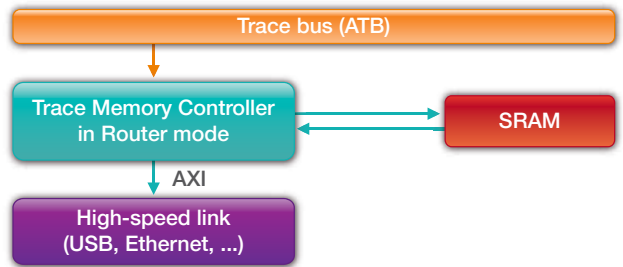 Trace bus (ATB)
Trace Memory Controller
in Router mode
SRAM
AXI
High-speed link
(USB, Ethernet, ...)